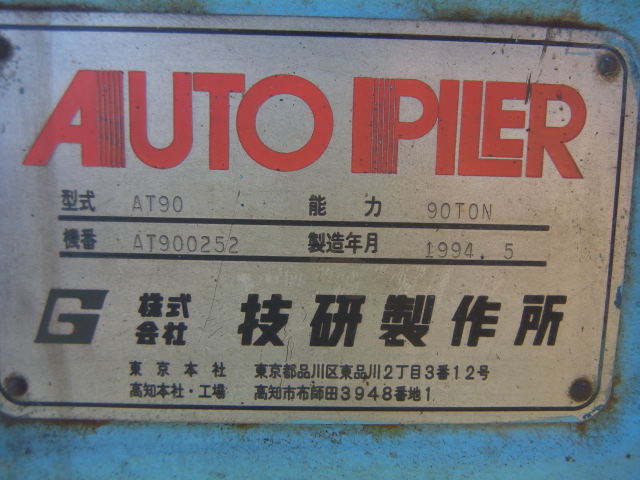 AUTO PILER
型式 AT90 能力 90TON
機番 AT900252 製造年月 1994.5
G 株式会社 技研製作所
東京本社 東京都品川区東品川2丁目3番12号
高知本社・工場 高知市布師田3948番地1